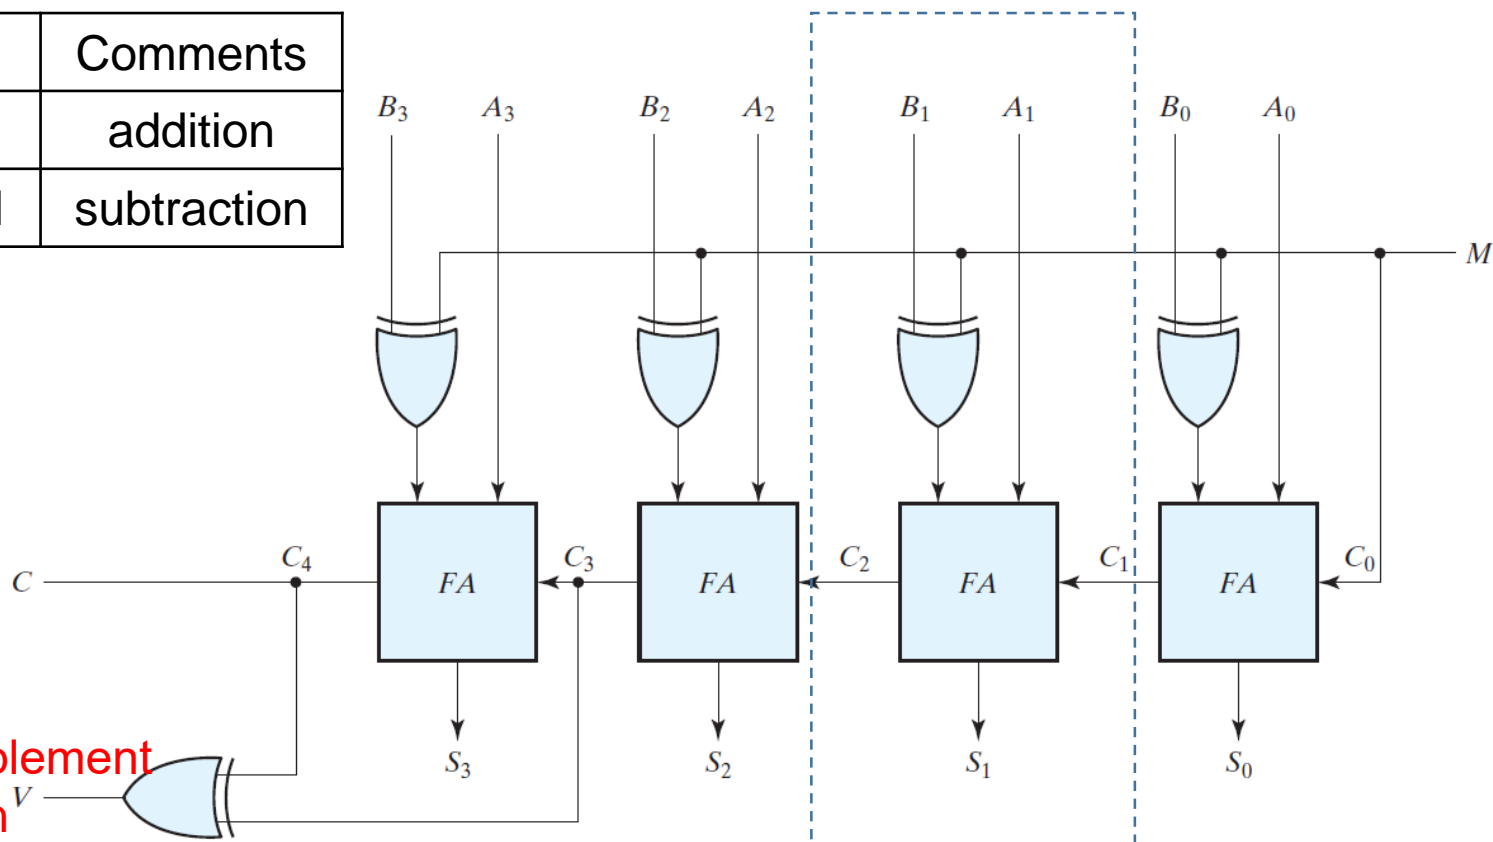 Comments
addition
subtraction
B3 A3 B2 A2 B1 A1 B0 A0
M
C C4 C3 C2 C1 C0
FA FA FA FA
S3 S2 S1 S0
V